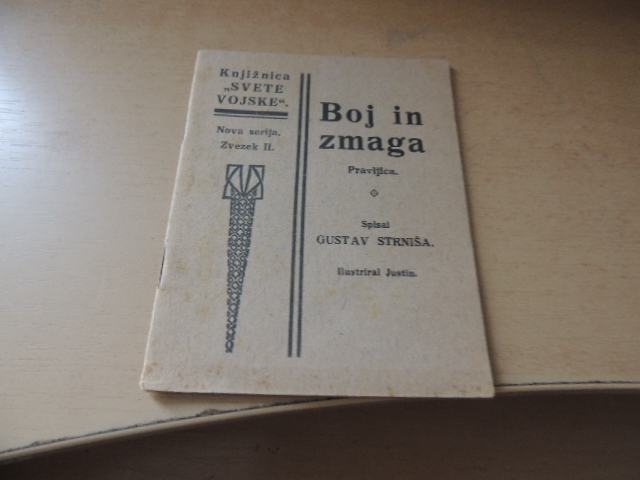 Knjižnica
„SVETE
VOJSKE“.
Nova serija.
Zvezek II.
Boj in
zmaga
Pravljica.
Spisal
GUSTAV STRNIŠA.
Ilustriral Justin.